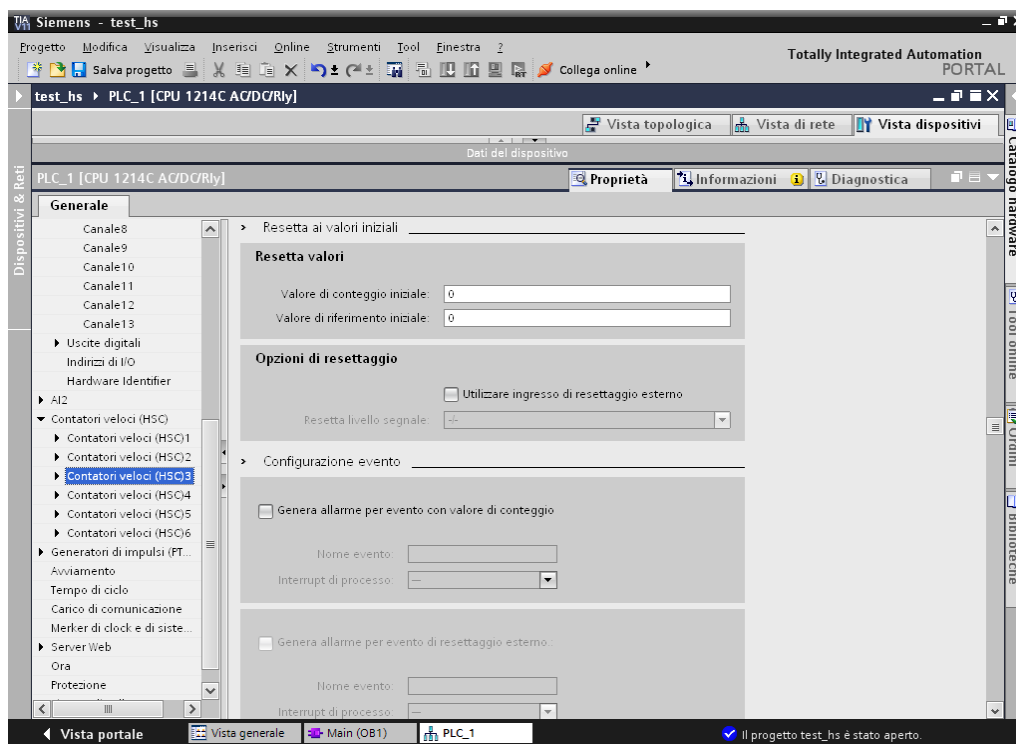 Siemens - test_hs
Progetto Modifica Visualizza Inserisci Online Strumenti Tool Finestra ?
Totally Integrated Automation
PORTAL
Salva progetto
Collega online
test_hs PLC_1 [CPU 1214C AC/DC/Rly]
Vista topologica Vista di rete Vista dispositivi
Dati del dispositivo
PLC_1 [CPU 1214C AC/DC/Rly]
Proprietà Informazioni Diagnostica
Generale
Dispositivi & Reti
Canale8
Canale9
Canale10
Canale11
Canale12
Canale13
Uscite digitali
Indirizzi di I/O
Hardware Identifier
AI2
Contatori veloci (HSC)
Contatori veloci (HSC)1
Contatori veloci (HSC)2
Contatori veloci (HSC)3
Contatori veloci (HSC)4
Contatori veloci (HSC)5
Contatori veloci (HSC)6
Generatori di impulsi (PT...
Avviamento
Tempo di ciclo
Carico di comunicazione
Merker di clock e di siste...
Server Web
Ora
Protezione
Resetta ai valori iniziali
Resetta valori
Valore di conteggio iniziale: 0
Valore di riferimento iniziale: 0
Opzioni di resettaggio
Utilizzare ingresso di resettaggio esterno
Resetta livello segnale: -/-
Configurazione evento
Genera allarme per evento con valore di conteggio
Nome evento:
Interrupt di processo: —
Genera allarme per evento di resettaggio esterno.:
Nome evento:
Interrupt di processo: —
Catalogo hardware
Tool online
Ordini
Biblioteche
Vista portale Vista generale Main (OB1) PLC_1
Il progetto test_hs è stato aperto.